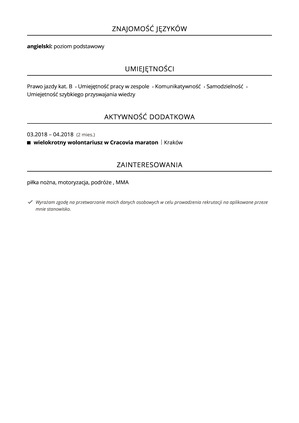 ZNAJOMOŚĆ JĘZYKÓW
angielski: poziom podstawowy
UMIEJĘTNOŚCI
Prawo jazdy kat. B • Umiejętność pracy w zespole • Komunikatywność • Samodzielność •
Umiejetność szybkiego przyswajania wiedzy
AKTYWNOŚĆ DODATKOWA
03.2018 – 04.2018 (2 mies.)
■ wielokrotny wolontariusz w Cracovia maraton | Kraków
ZAINTERESOWANIA
piłka nożna, motoryzacja, podróże , MMA
✓ Wyrażam zgodę na przetwarzanie moich danych osobowych w celu prowadzenia rekrutacji na aplikowane przeze
mnie stanowisko.